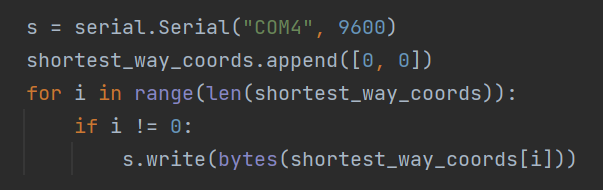 s = serial.Serial("COM4", 9600)
shortest_way_coords.append([0, 0])
for i in range(len(shortest_way_coords)):
    if i != 0:
        s.write(bytes(shortest_way_coords[i]))